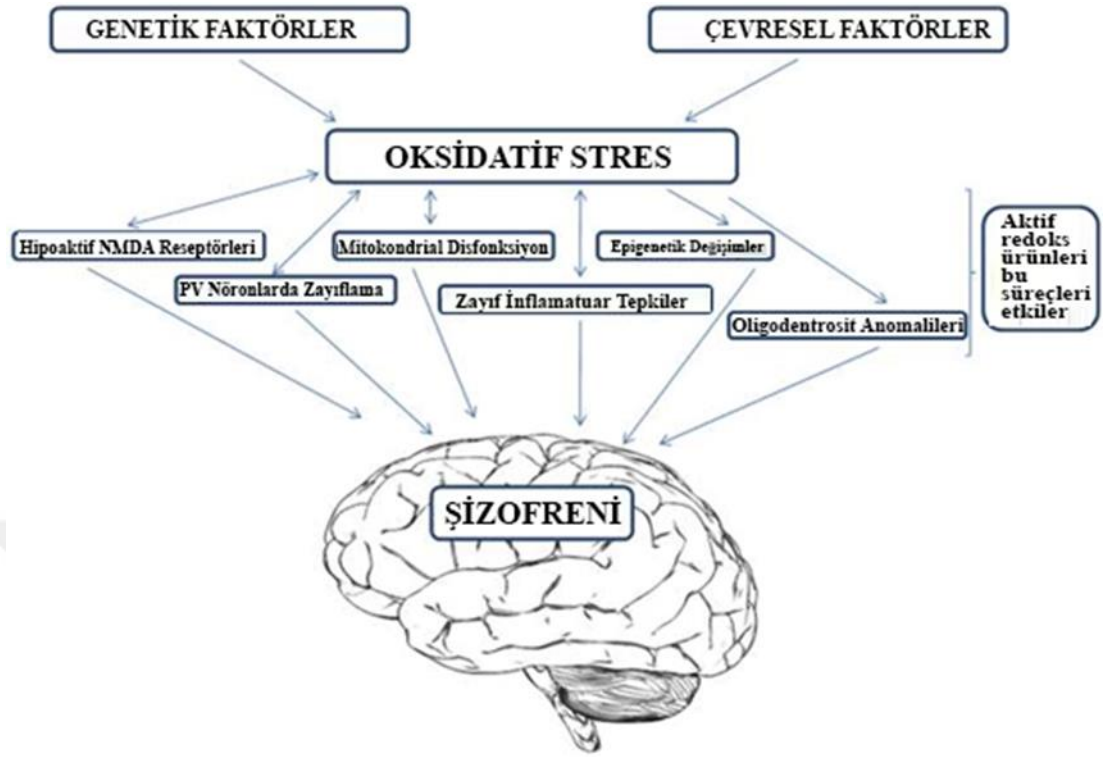 GENETİK FAKTÖRLER
ÇEVRESEL FAKTÖRLER
OKSİDATİF STRES
Hipoaktif NMDA Reseptörleri
Mitokondrial Disfonksiyon
Epigenetik Değişimler
PV Nöronlarda Zayıflama
Zayıf İnflamatuar Tepkiler
Oligodentrosit Anomalileri
Aktif
redoks
ürünleri
bu
süreçleri
etkiler
ŞİZOFRENİ